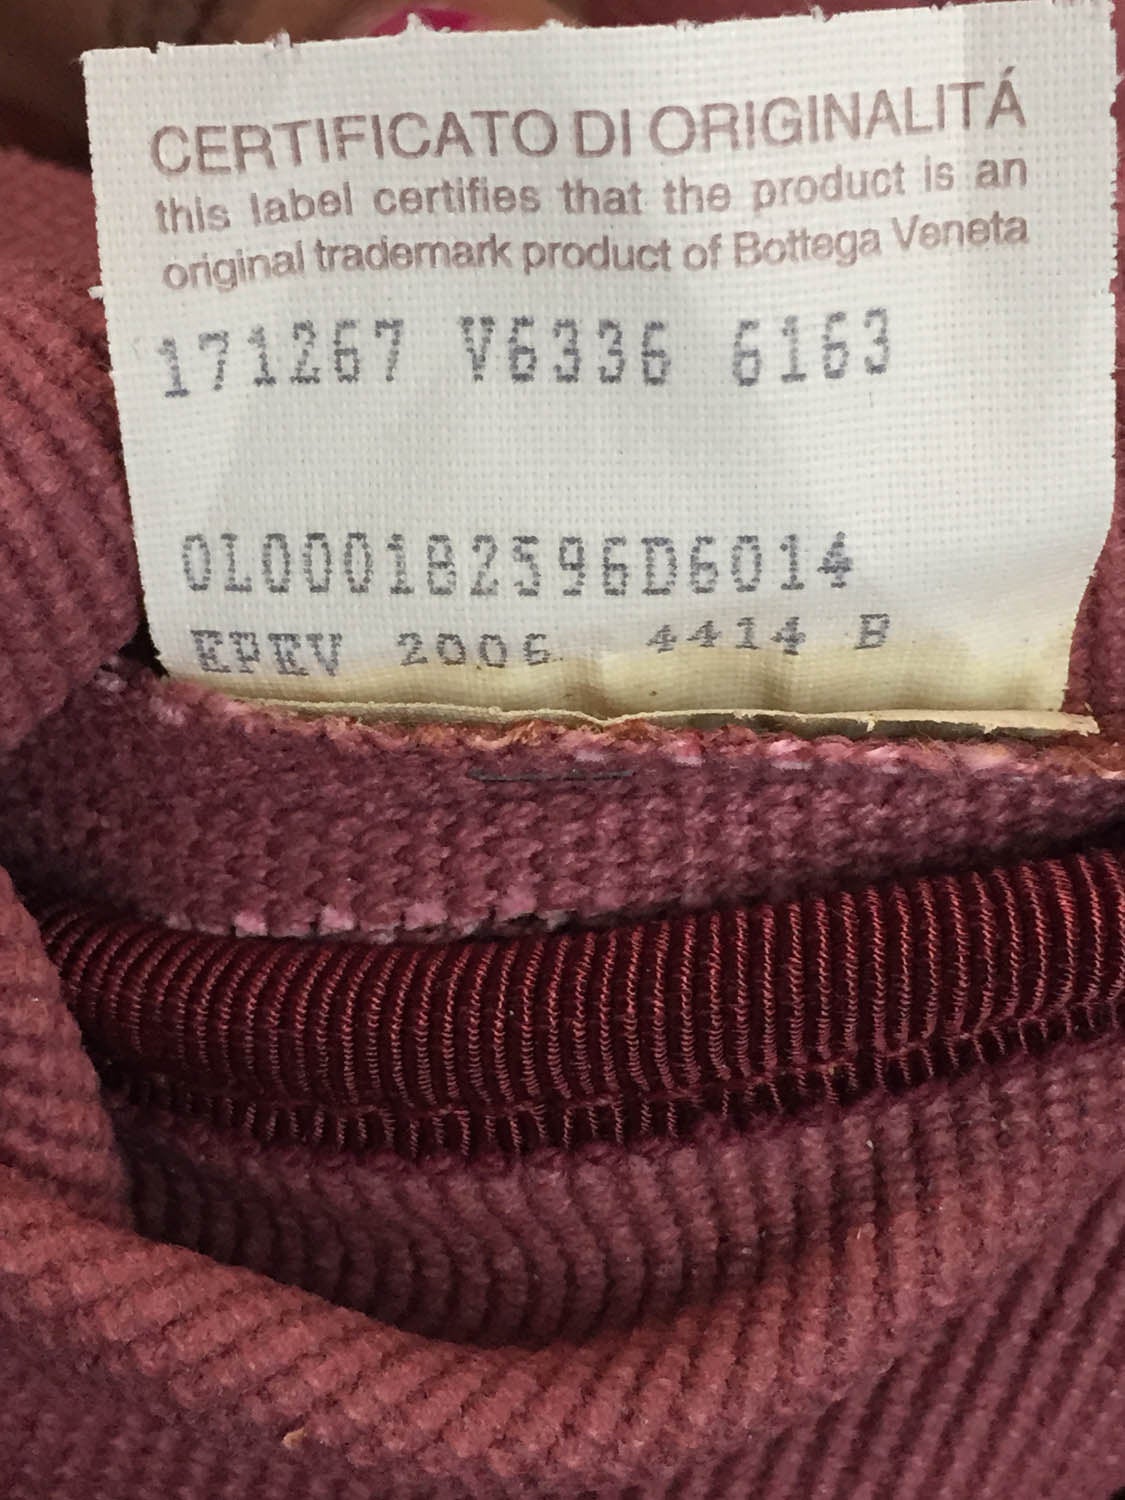 CERTIFICATO DI ORIGINALITÁ
this label certifies that the product is an
original trademark product of Bottega Veneta
171267 V6336 6163
OL000182596D6014
EPEV 2006 4414 B